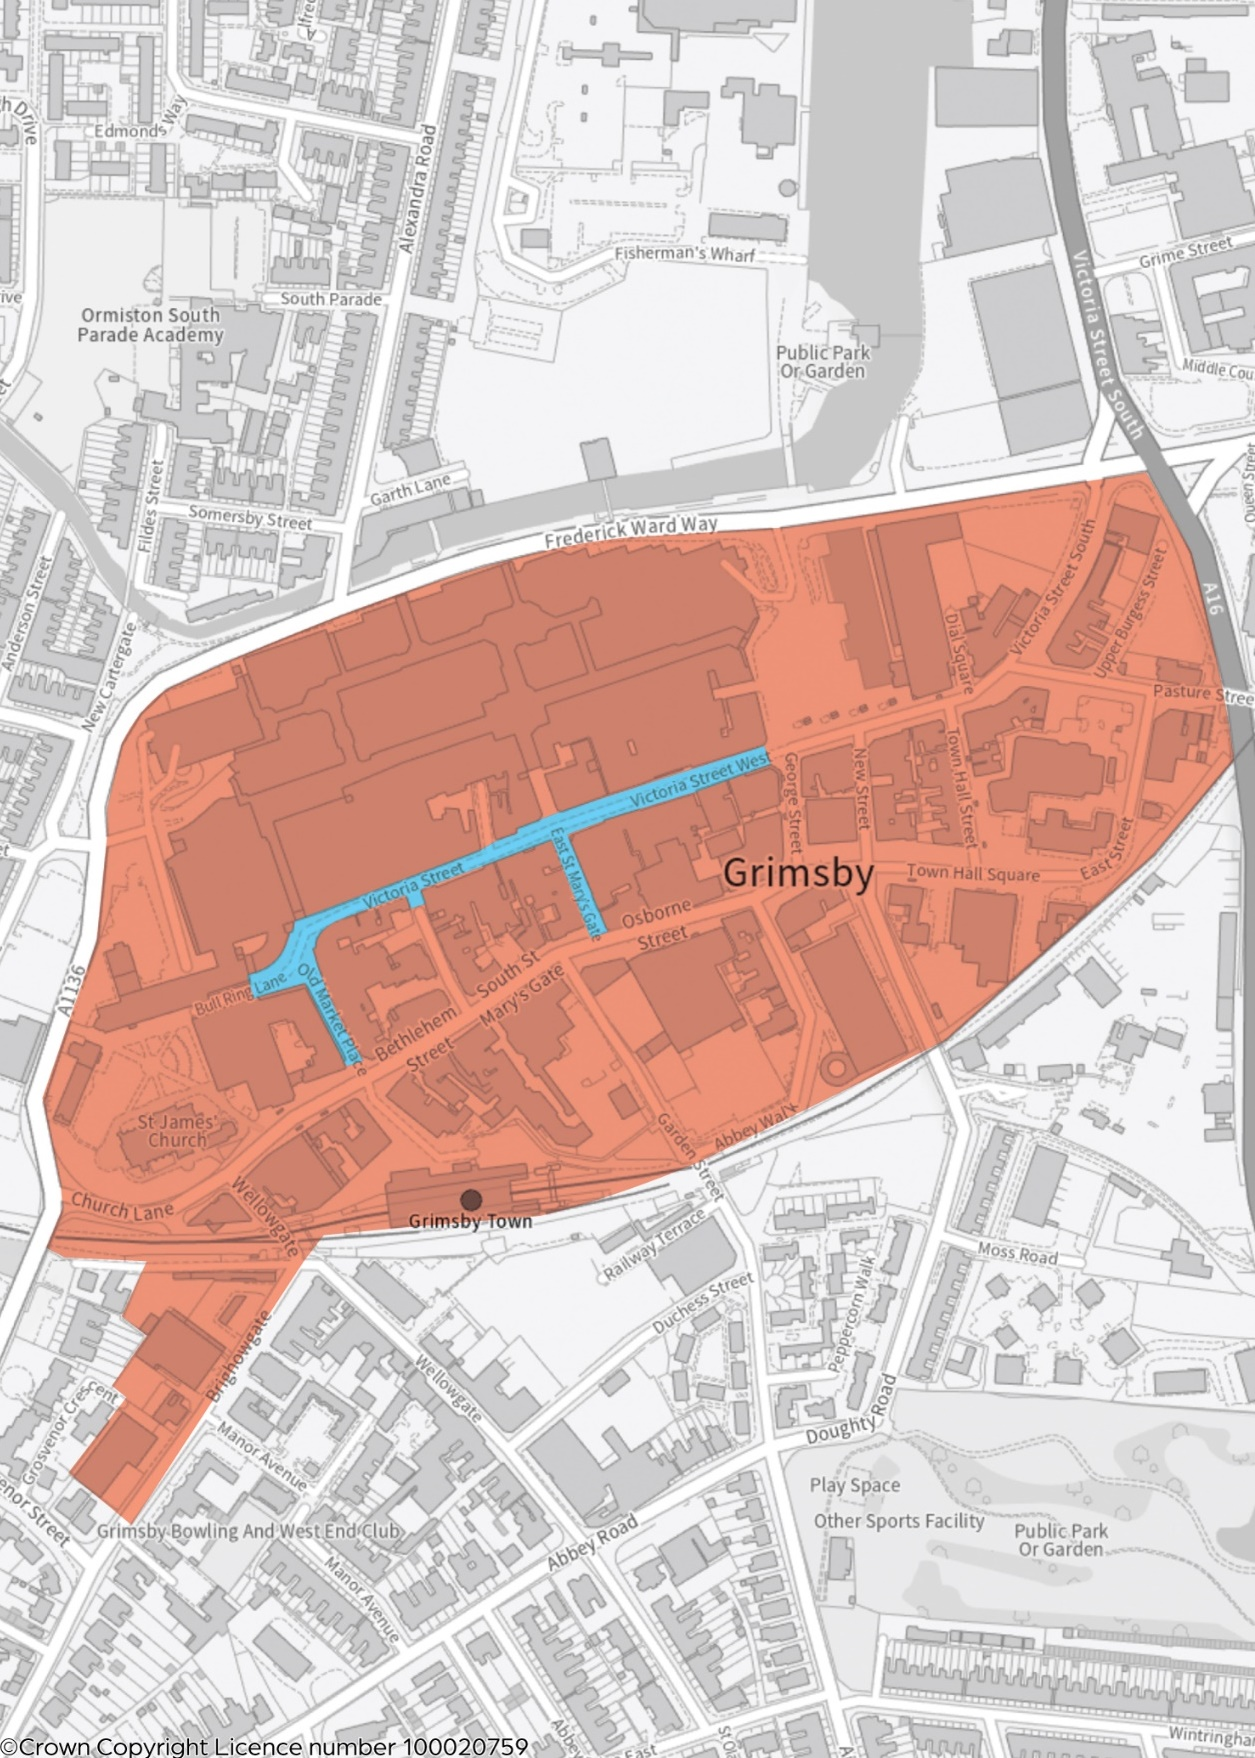 Alfred
h Drive
Edmonds Way
Alexandra Road
Fisherman's Wharf
Grime Street
Victoria Street South
South Parade
Ormiston South
Parade Academy
Public Park
Or Garden
Middle Cou
Garth Lane
Fildes Street
Somersby Street
Frederick Ward Way
Anderson Street
New Cartergate
Victoria Street South
Upper Burgess Street
A16
Dial Square
Pasture Stree
Victoria Street West
George Street
New Street
Town Hall Street
Victoria Street
East St Mary's Gate
Grimsby
Town Hall Square
East Street
Osborne
Street
A1136
Bull Ring Lane
Old Market Place
South St
Mary's Gate
Bethlehem
Street
St James'
Church
Garden Street
Abbey Walk
Church Lane
Wellowgate
Grimsby Town
Railway Terrace
Moss Road
Duchess Street
Peppercorn Walk
Brighowgate
Wellowgate
Grosvenor Crescent
Manor Avenue
Doughty Road
enor Street
Play Space
Other Sports Facility
Public Park
Or Garden
Grimsby Bowling And West End Club
Abbey Road
Manor Avenue
Abbey
East
Wintringha
©Crown Copyright Licence number 100020759